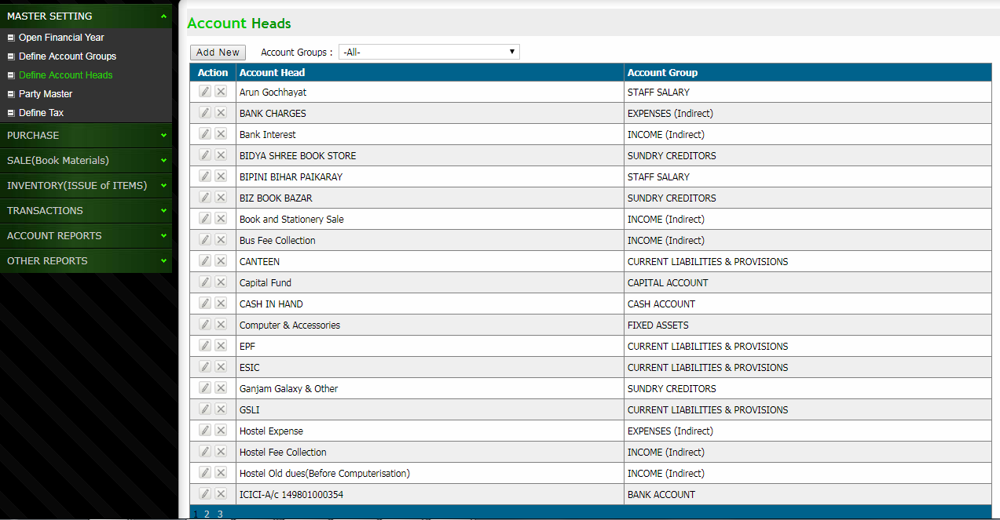 MASTER SETTING
Open Financial Year
Define Account Groups
Define Account Heads
Party Master
Define Tax
PURCHASE
SALE(Book Materials)
INVENTORY(ISSUE of ITEMS)
TRANSACTIONS
ACCOUNT REPORTS
OTHER REPORTS
Account Heads
Add New Account Groups : -All-
Action Account Head Account Group
Arun Gochhayat STAFF SALARY
BANK CHARGES EXPENSES (Indirect)
Bank Interest INCOME (Indirect)
BIDYA SHREE BOOK STORE SUNDRY CREDITORS
BIPINI BIHAR PAIKARAY STAFF SALARY
BIZ BOOK BAZAR SUNDRY CREDITORS
Book and Stationery Sale INCOME (Indirect)
Bus Fee Collection INCOME (Indirect)
CANTEEN CURRENT LIABILITIES & PROVISIONS
Capital Fund CAPITAL ACCOUNT
CASH IN HAND CASH ACCOUNT
Computer & Accessories FIXED ASSETS
EPF CURRENT LIABILITIES & PROVISIONS
ESIC CURRENT LIABILITIES & PROVISIONS
Ganjam Galaxy & Other SUNDRY CREDITORS
GSLI CURRENT LIABILITIES & PROVISIONS
Hostel Expense EXPENSES (Indirect)
Hostel Fee Collection INCOME (Indirect)
Hostel Old dues(Before Computerisation) INCOME (Indirect)
ICICI-A/c 149801000354 BANK ACCOUNT
1 2 3